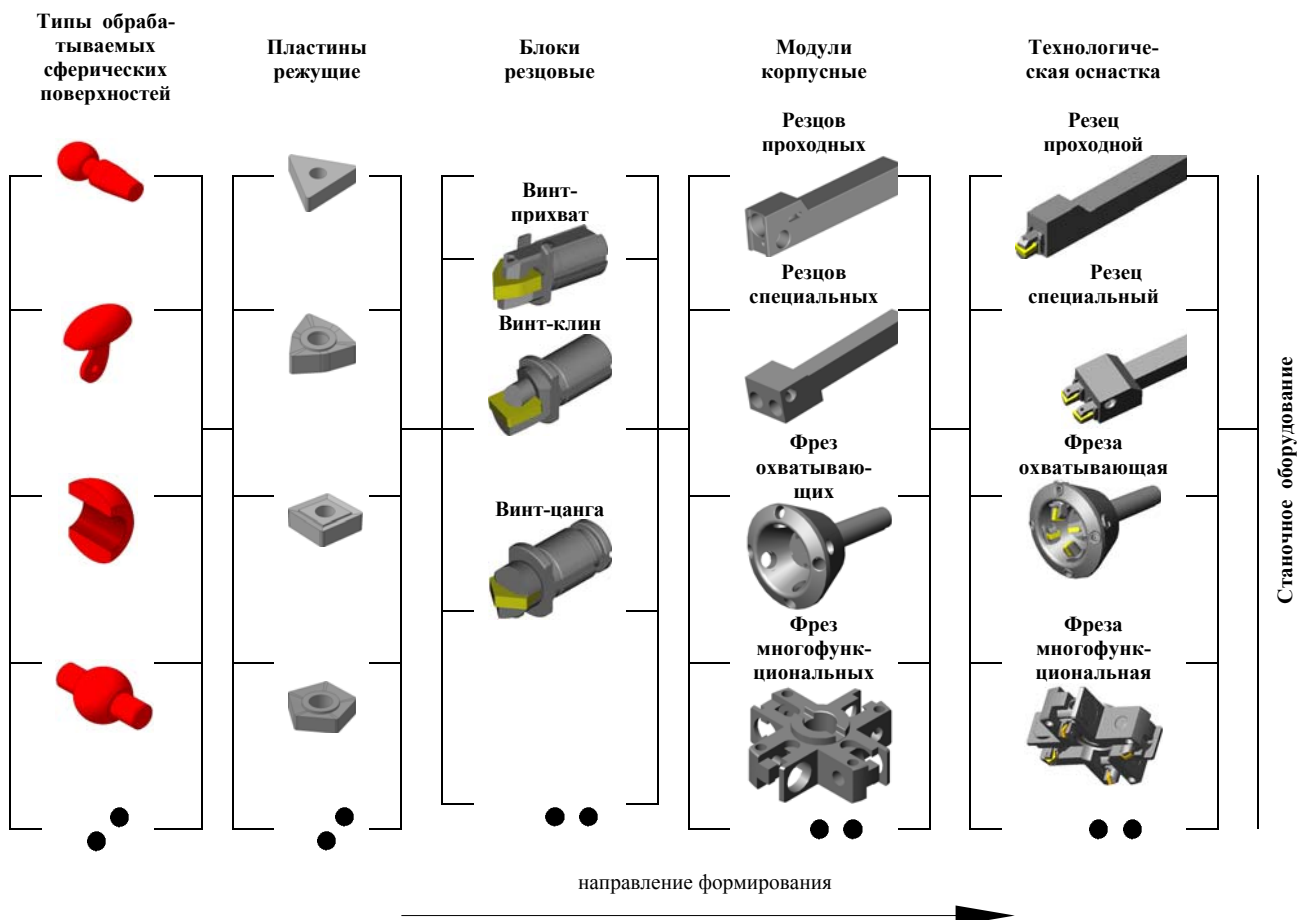 Типы обраба-
тываемых
сферических
поверхностей
Пластины
режущие
Блоки
резцовые
Винт-
прихват
Винт-клин
Винт-цанга
Модули
корпусные
Резцов
проходных
Резцов
специальных
Фрез
охватываю-
щих
Фрез
многофунк-
циональных
Технологиче-
ская оснастка
Резец
проходной
Резец
специальный
Фреза
охватывающая
Фреза
многофунк-
циональная
Станочное оборудование
направление формирования